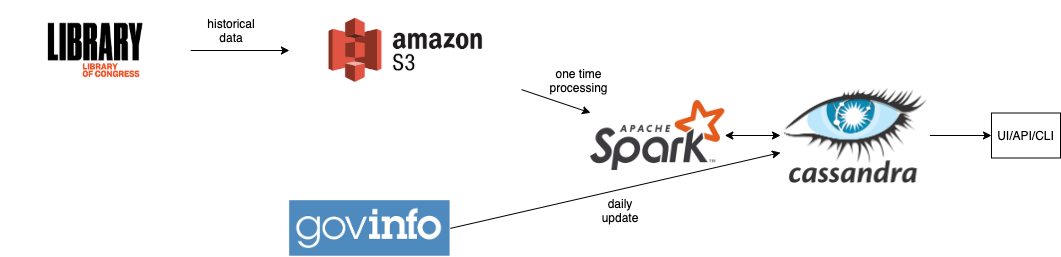 LIBRARY
LIBRARY
OF CONGRESS
historical
data
amazon
S3
one time
processing
APACHE
Spark™
cassandra
UI/API/CLI
govinfo
daily
update